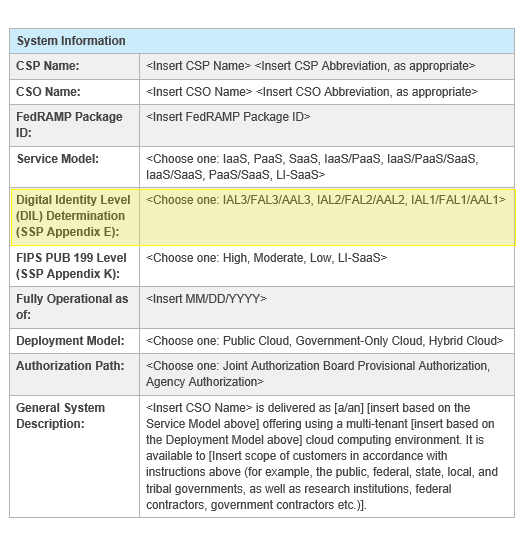 System Information
CSP Name:
<Insert CSP Name> <Insert CSP Abbreviation, as appropriate>
CSO Name:
<Insert CSO Name> <Insert CSO Abbreviation, as appropriate>
FedRAMP Package
ID:
<Insert FedRAMP Package ID>
Service Model:
<Choose one: IaaS, PaaS, SaaS, IaaS/PaaS, IaaS/PaaS/SaaS,
IaaS/SaaS, PaaS/SaaS, LI-SaaS>
Digital Identity Level
(DIL) Determination
(SSP Appendix E):
<Choose one: IAL3/FAL3/AAL3, IAL2/FAL2/AAL2, IAL1/FAL1/AAL1>
FIPS PUB 199 Level
(SSP Appendix K):
<Choose one: High, Moderate, Low, LI-SaaS>
Fully Operational as
of:
<Insert MM/DD/YYYY>
Deployment Model:
<Choose one: Public Cloud, Government-Only Cloud, Hybrid Cloud>
Authorization Path:
<Choose one: Joint Authorization Board Provisional Authorization,
Agency Authorization>
General System
Description:
<Insert CSO Name> is delivered as [a/an] [insert based on the
Service Model above] offering using a multi-tenant [insert based on
the Deployment Model above] cloud computing environment. It is
available to [Insert scope of customers in accordance with
instructions above (for example, the public, federal, state, local, and
tribal governments, as well as research institutions, federal
contractors, government contractors etc.)].